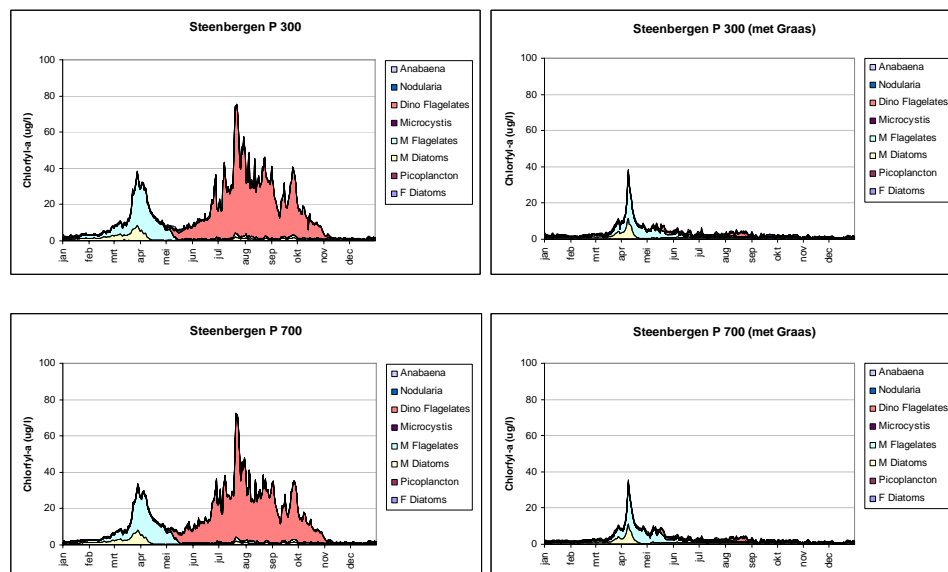 Steenbergen P 300
100
80
60
40
20
0
Chlorfyl-a (ug/l)
jan feb mrt apr mei jun jul aug sep okt nov dec
Anabaena
Nodularia
Dino Flagelates
Microcystis
M Flagelates
M Diatoms
Picoplancton
F Diatoms
Steenbergen P 300 (met Graas)
100
80
60
40
20
0
Chlorfyl-a (ug/l)
jan feb mrt apr mei jun jul aug sep okt nov dec
Anabaena
Nodularia
Dino Flagelates
Microcystis
M Flagelates
M Diatoms
Picoplancton
F Diatoms
Steenbergen P 700
100
80
60
40
20
0
Chlorfyl-a (ug/l)
jan feb mrt apr mei jun jul aug sep okt nov dec
Anabaena
Nodularia
Dino Flagelates
Microcystis
M Flagelates
M Diatoms
Picoplancton
F Diatoms
Steenbergen P 700 (met Graas)
100
80
60
40
20
0
Chlorfyl-a (ug/l)
jan feb mrt apr mei jun jul aug sep okt nov dec
Anabaena
Nodularia
Dino Flagelates
Microcystis
M Flagelates
M Diatoms
Picoplancton
F Diatoms